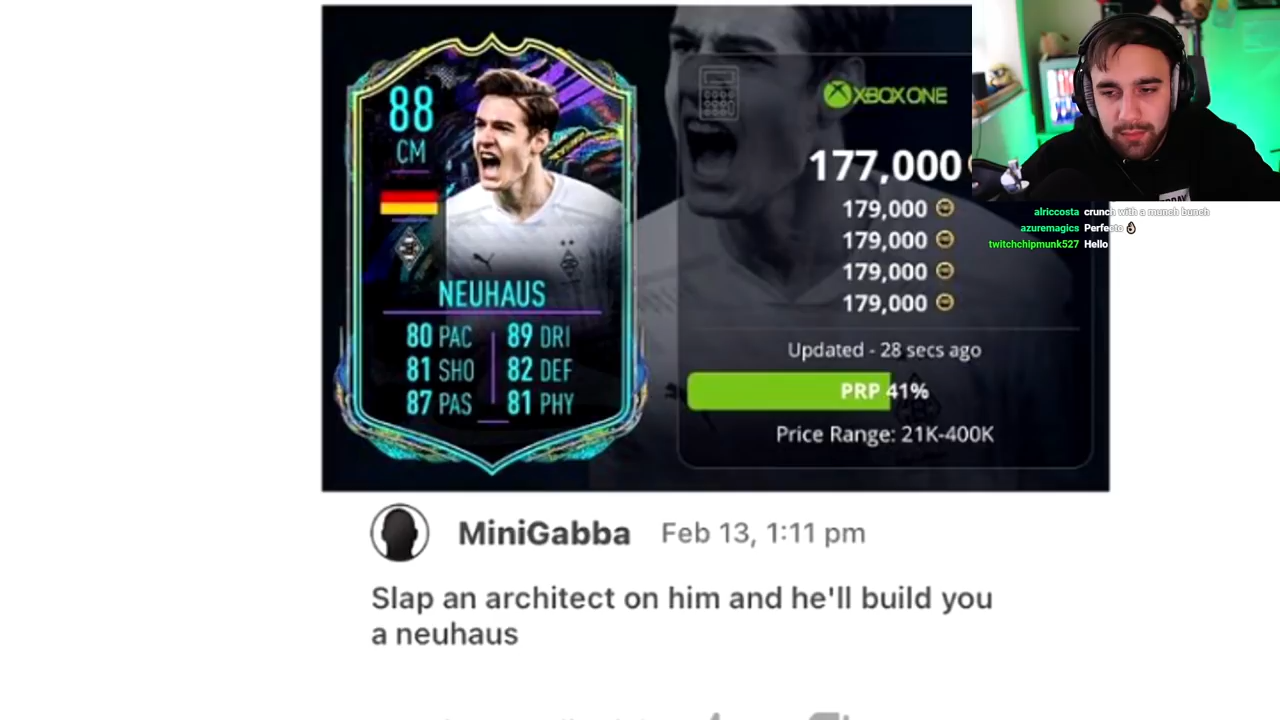 88
CM
NEUHAUS
80 PAC 89 DRI
81 SHO 82 DEF
87 PAS 81 PHY
XBOX ONE
177,000
179,000
179,000
179,000
179,000
Updated - 28 secs ago
PRP 41%
Price Range: 21K-400K
alriccosta crunch with a munch bunch
azuremagics Perfecto 👌🏻
twitchchipmunk527 Hello
MiniGabba Feb 13, 1:11 pm
Slap an architect on him and he'll build you
a neuhaus